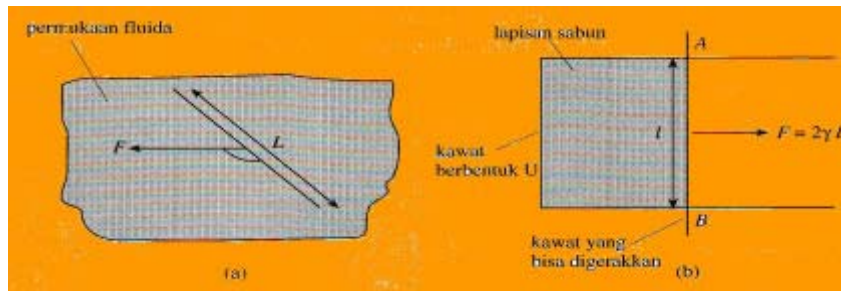 permukaan fluida
L
F
(a)
lapisan sabun
A
l
F = 2γ l
kawat
berbentuk U
B
kawat yang
bisa digerakkan
(b)